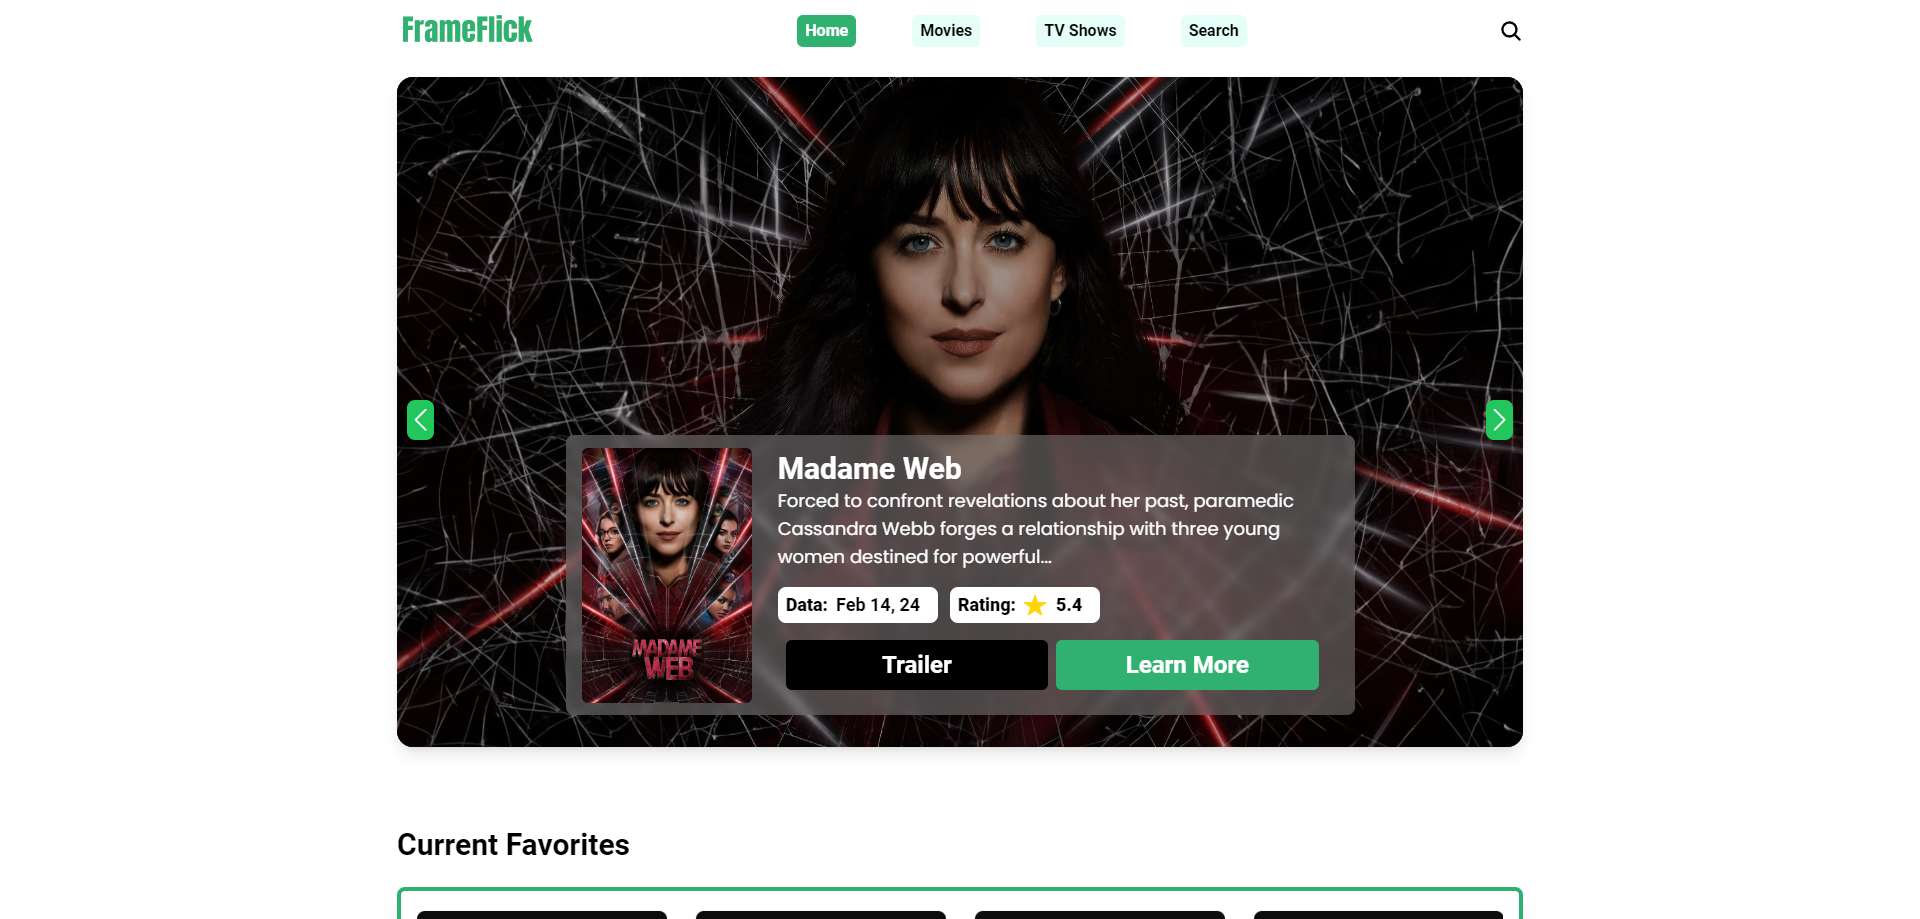 FrameFlick
Home
Movies
TV Shows
Search
Madame Web
Forced to confront revelations about her past, paramedic
Cassandra Webb forges a relationship with three young
women destined for powerful...
Data: Feb 14, 24
Rating: 5.4
Trailer
Learn More
MADAME
WEB
Current Favorites